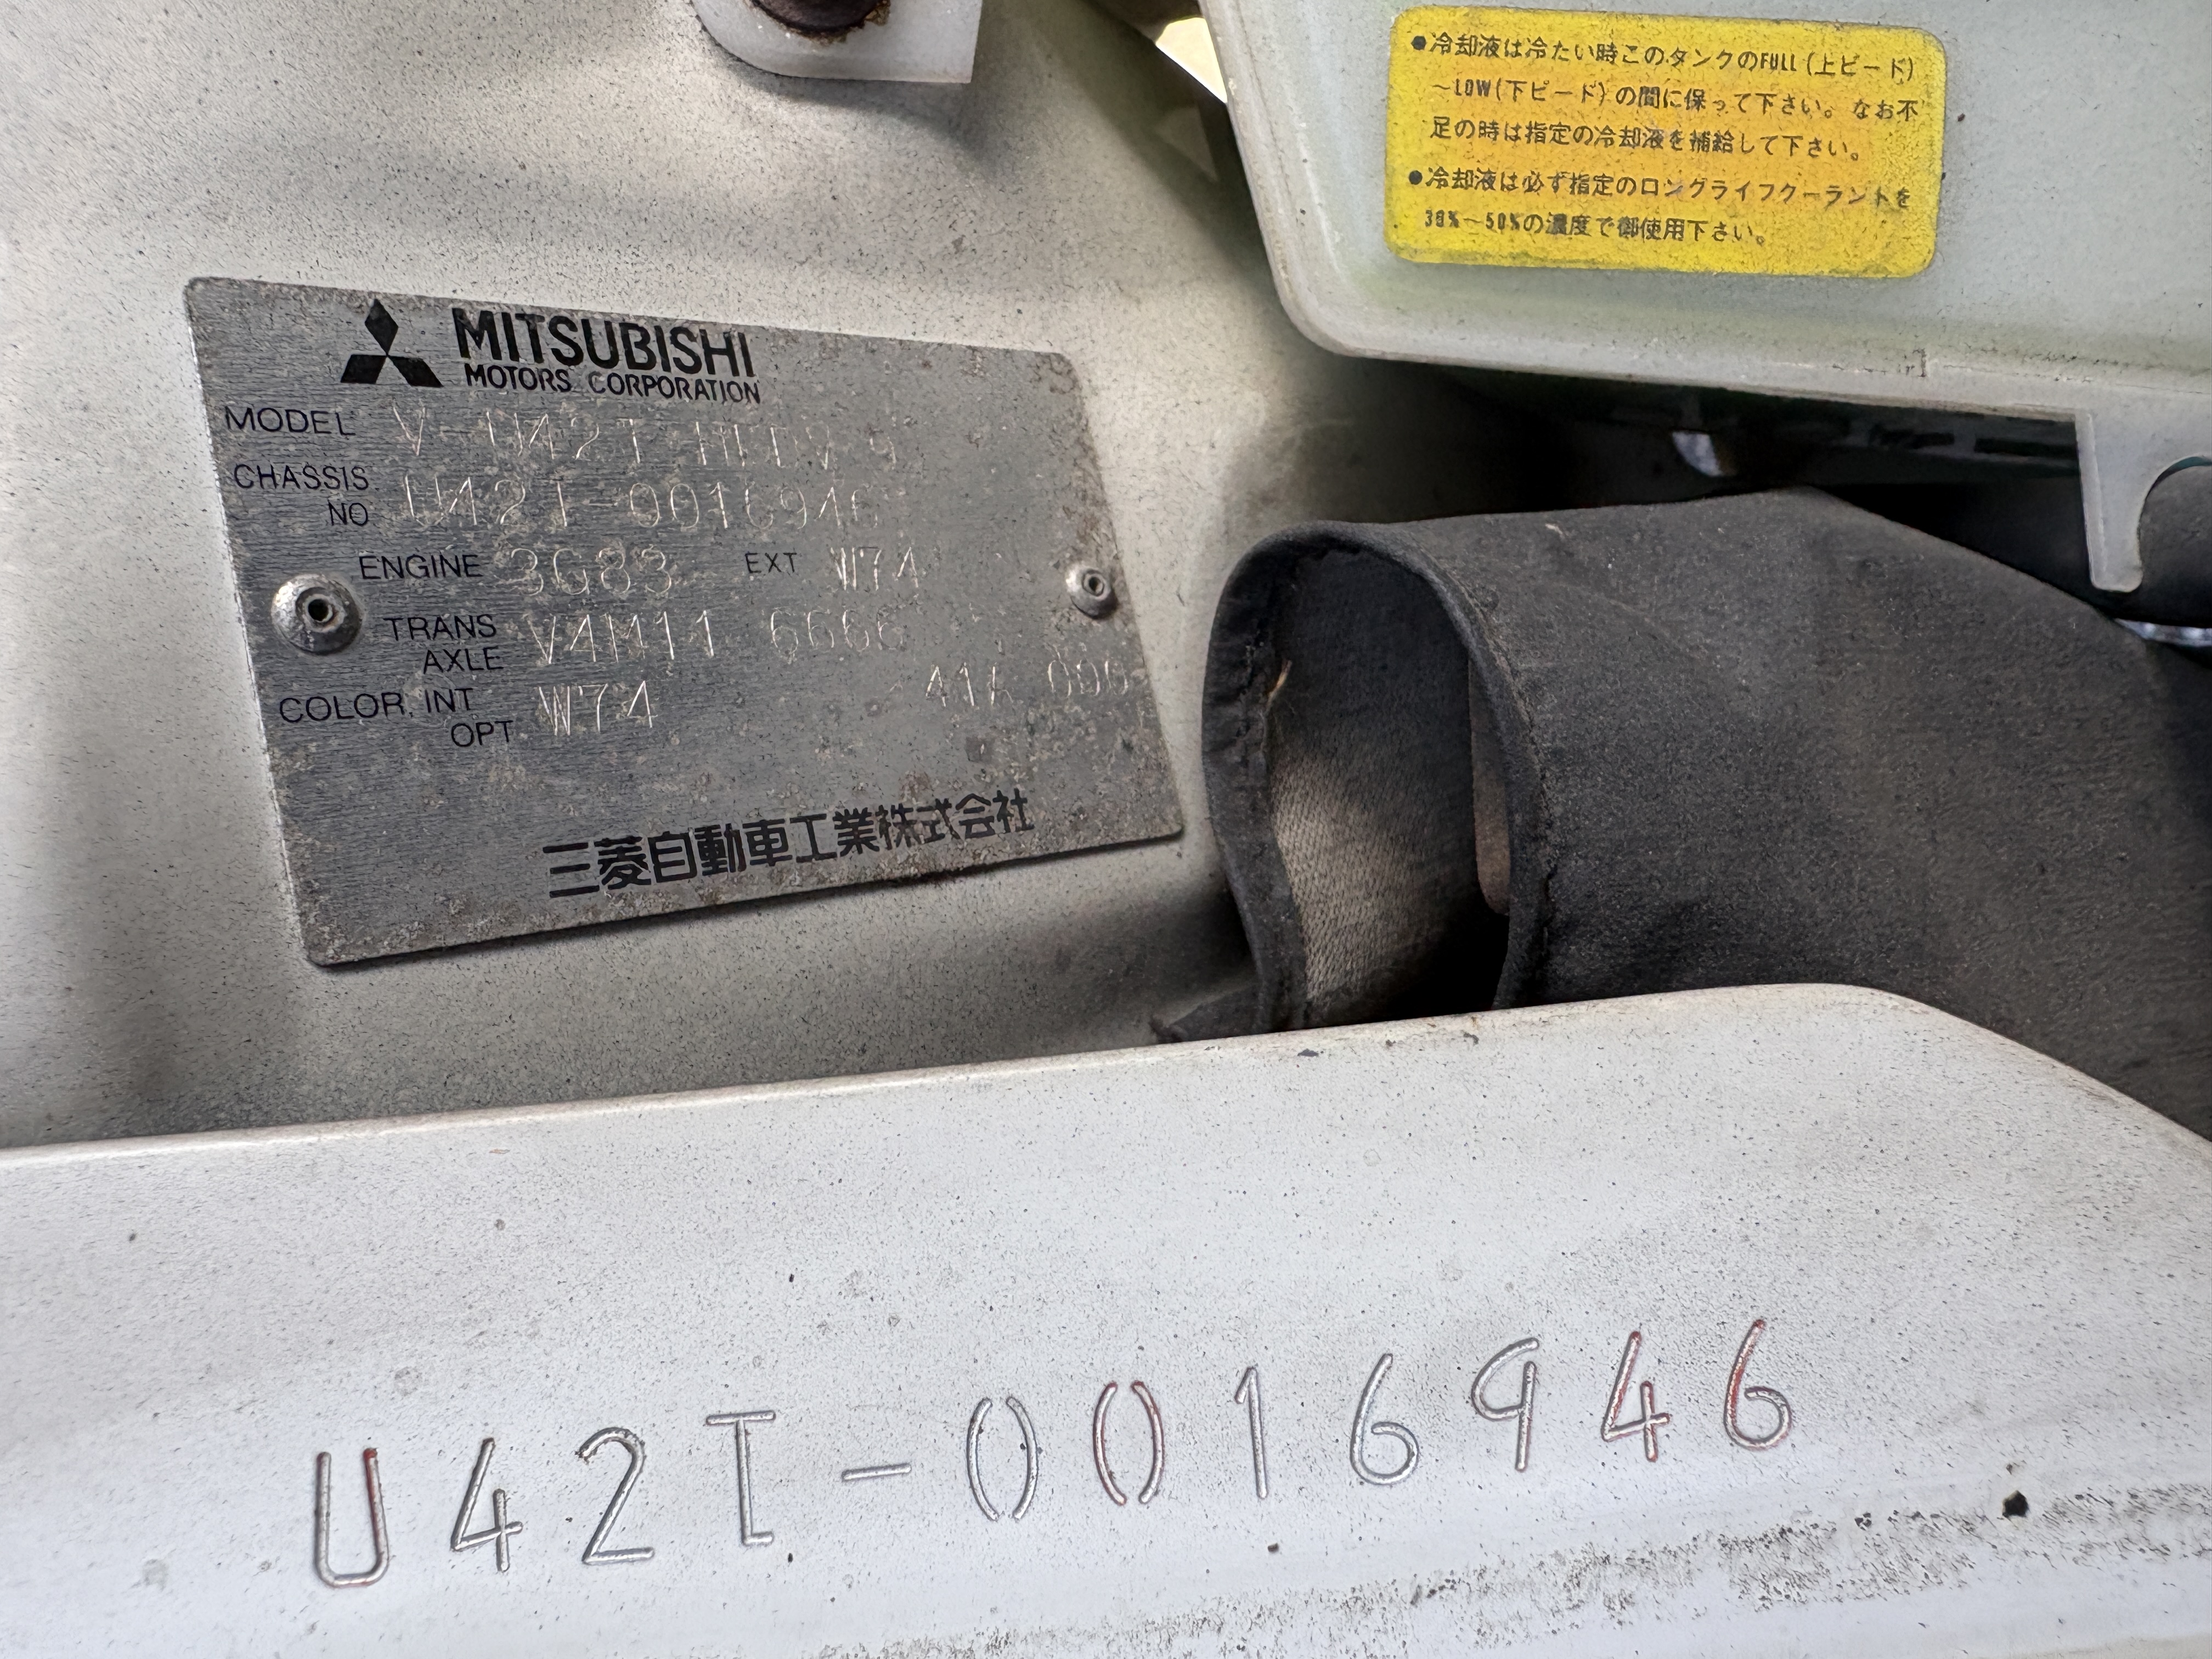 ●冷却液は冷たい時このタンクのFULL(上ビード)
～LOW(下ビード)の間に保って下さい。なお不
足の時は指定の冷却液を補給して下さい。
●冷却液は必ず指定のロングライフクーラントを
30%～50%の濃度で御使用下さい。
MITSUBISHI
MOTORS CORPORATION
MODEL V-U42T
CHASSIS
NO U42T-0016946
ENGINE 3G83 EXT W74
TRANS
AXLE V4M11 6666
COLOR, INT
OPT W74 41A
三菱自動車工業株式会社
U42T-0016946